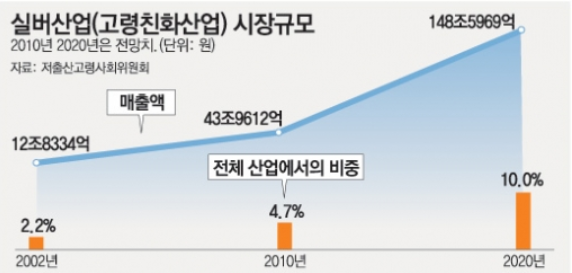 실버산업(고령친화산업) 시장규모
2010년 2020년은 전망치.(단위: 원)
자료: 저출산고령사회위원회
148조5969억
매출액
43조9612억
12조8334억
전체 산업에서의 비중
10.0%
4.7%
2.2%
2002년 2010년 2020년